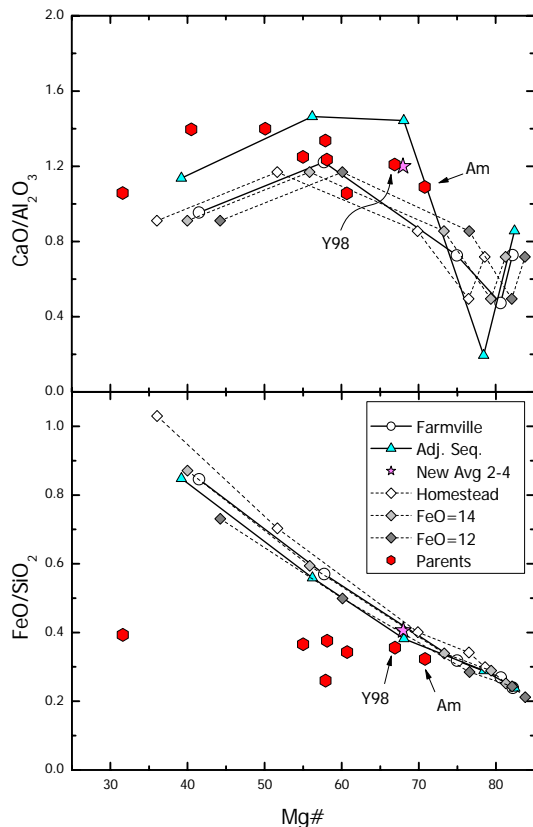 2.0
1.6
1.2
0.8
0.4
0.0
CaO/Al2O3
Am
Y98
1.0
0.8
0.6
0.4
0.2
0.0
FeO/SiO2
Farmville
Adj. Seq.
New Avg 2-4
Homestead
FeO=14
FeO=12
Parents
Y98
Am
30 40 50 60 70 80
Mg#